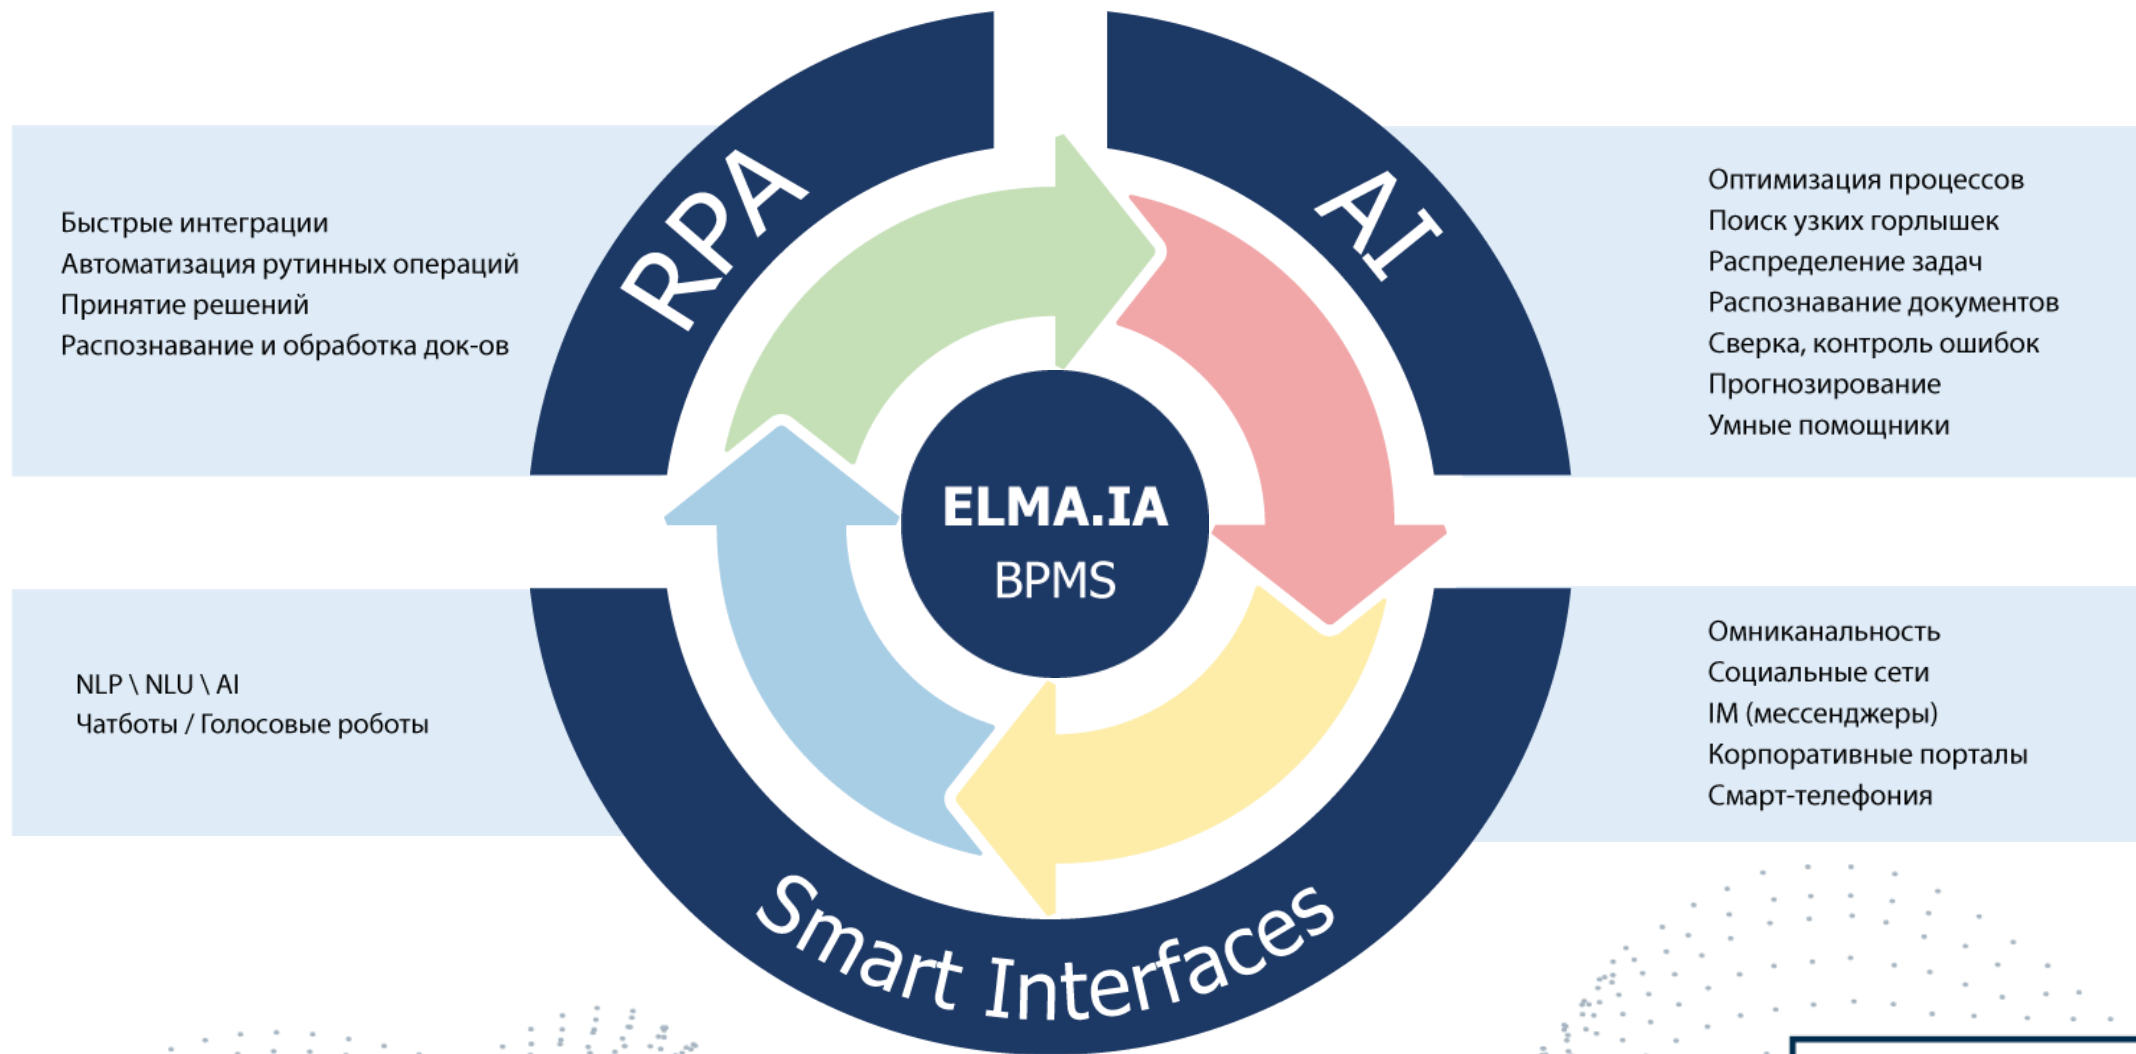 RPA
AI
Быстрые интеграции
Автоматизация рутинных операций
Принятие решений
Распознавание и обработка док-ов
Оптимизация процессов
Поиск узких горлышек
Распределение задач
Распознавание документов
Сверка, контроль ошибок
Прогнозирование
Умные помощники
ELMA.IA
BPMS
NLP \ NLU \ AI
Чатботы / Голосовые роботы
Омниканальность
Социальные сети
IM (мессенджеры)
Корпоративные порталы
Смарт-телефония
Smart Interfaces